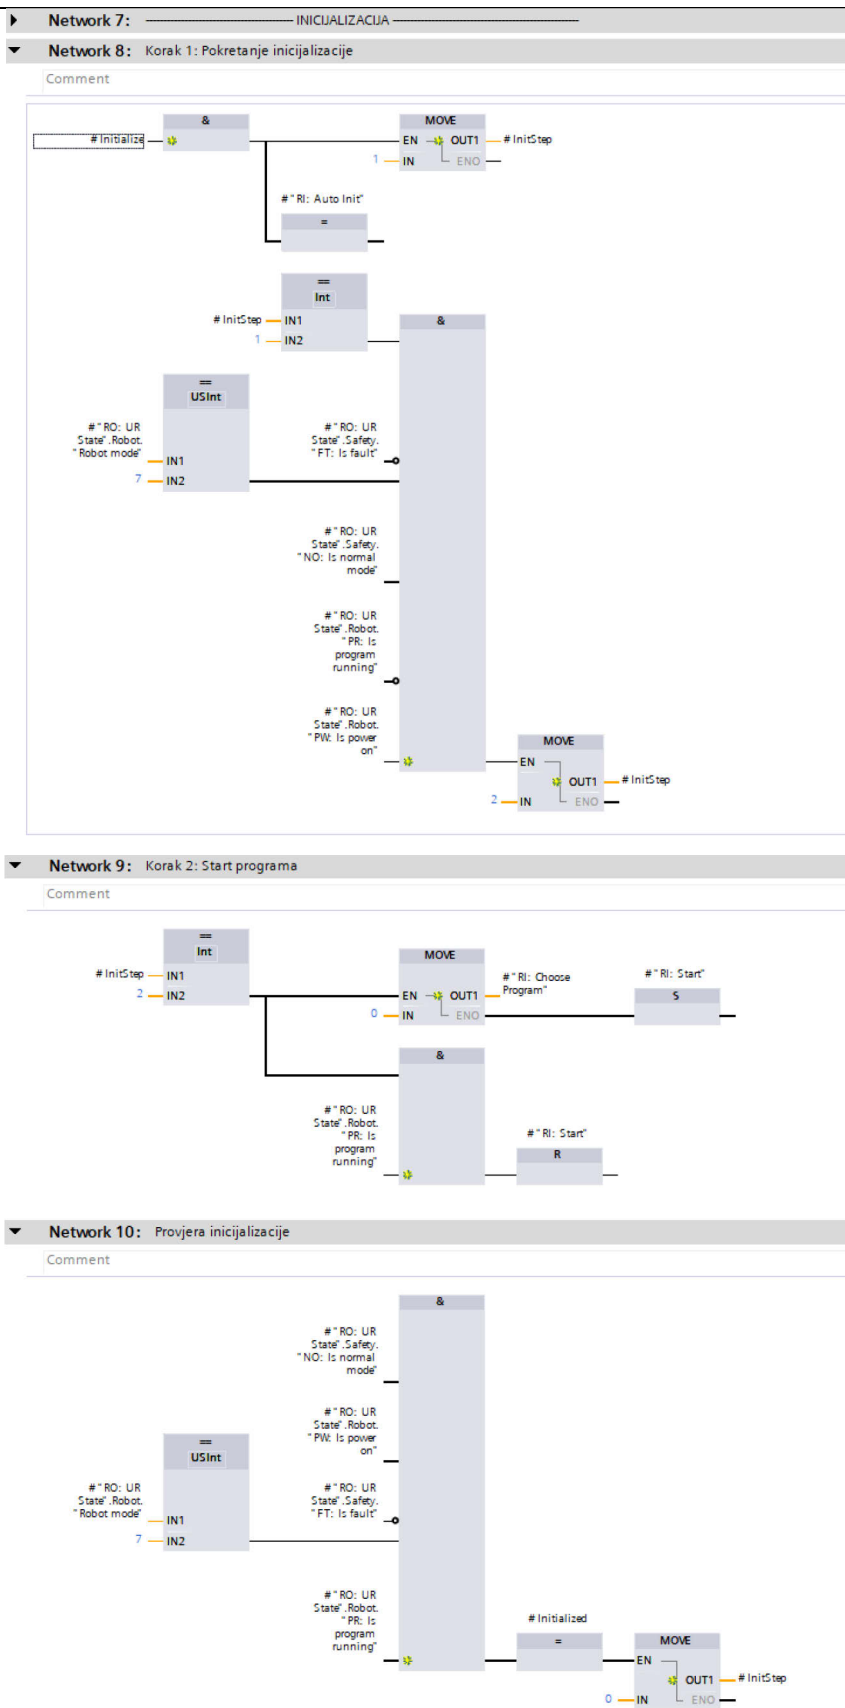 Network 7: ---------------------------------- INICIJALIZACIJA ----------------------------------
Network 8: Korak 1: Pokretanje inicijalizacije
Comment
&
MOVE
#Initialize
EN
OUT1
#InitStep
1
IN
ENO
#"RI: Auto Init"
=
==
Int
#InitStep
IN1
&
1
IN2
==
USInt
#"RO: UR
State".Robot.
"Robot mode"
IN1
7
IN2
#"RO: UR
State".Safety.
"FT: Is fault"
#"RO: UR
State".Safety.
"NO: Is normal
mode"
#"RO: UR
State".Robot.
"PR: Is
program
running"
#"RO: UR
State".Robot.
"PW: Is power
on"
MOVE
EN
OUT1
#InitStep
2
IN
ENO
Network 9: Korak 2: Start programa
Comment
==
Int
#InitStep
IN1
2
IN2
MOVE
EN
OUT1
#"RI: Choose
Program"
0
IN
ENO
#"RI: Start"
S
&
#"RO: UR
State".Robot.
"PR: Is
program
running"
#"RI: Start"
R
Network 10: Provjera inicijalizacije
Comment
&
#"RO: UR
State".Safety.
"NO: Is normal
mode"
#"RO: UR
State".Robot.
"PW: Is power
on"
==
USInt
#"RO: UR
State".Robot.
"Robot mode"
IN1
7
IN2
#"RO: UR
State".Safety.
"FT: Is fault"
#"RO: UR
State".Robot.
"PR: Is
program
running"
#Initialized
=
MOVE
EN
OUT1
#InitStep
0
IN
ENO